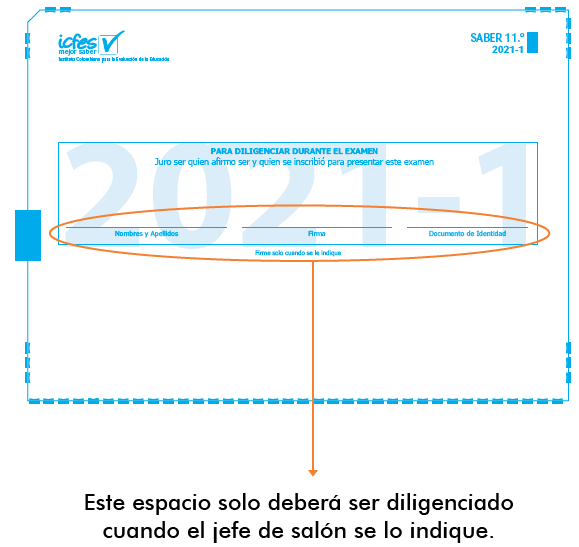 icfes
mejor saber
Instituto Colombiano para la Evaluación de la Educación
SABER 11.º
2021-1
2021-1
PARA DILIGENCIAR DURANTE EL EXAMEN
Juro ser quien afirmo ser y quien se inscribió para presentar este examen
Nombres y Apellidos Firma Documento de Identidad
Firme solo cuando se le indique
Este espacio solo deberá ser diligenciado
cuando el jefe de salón se lo indique.